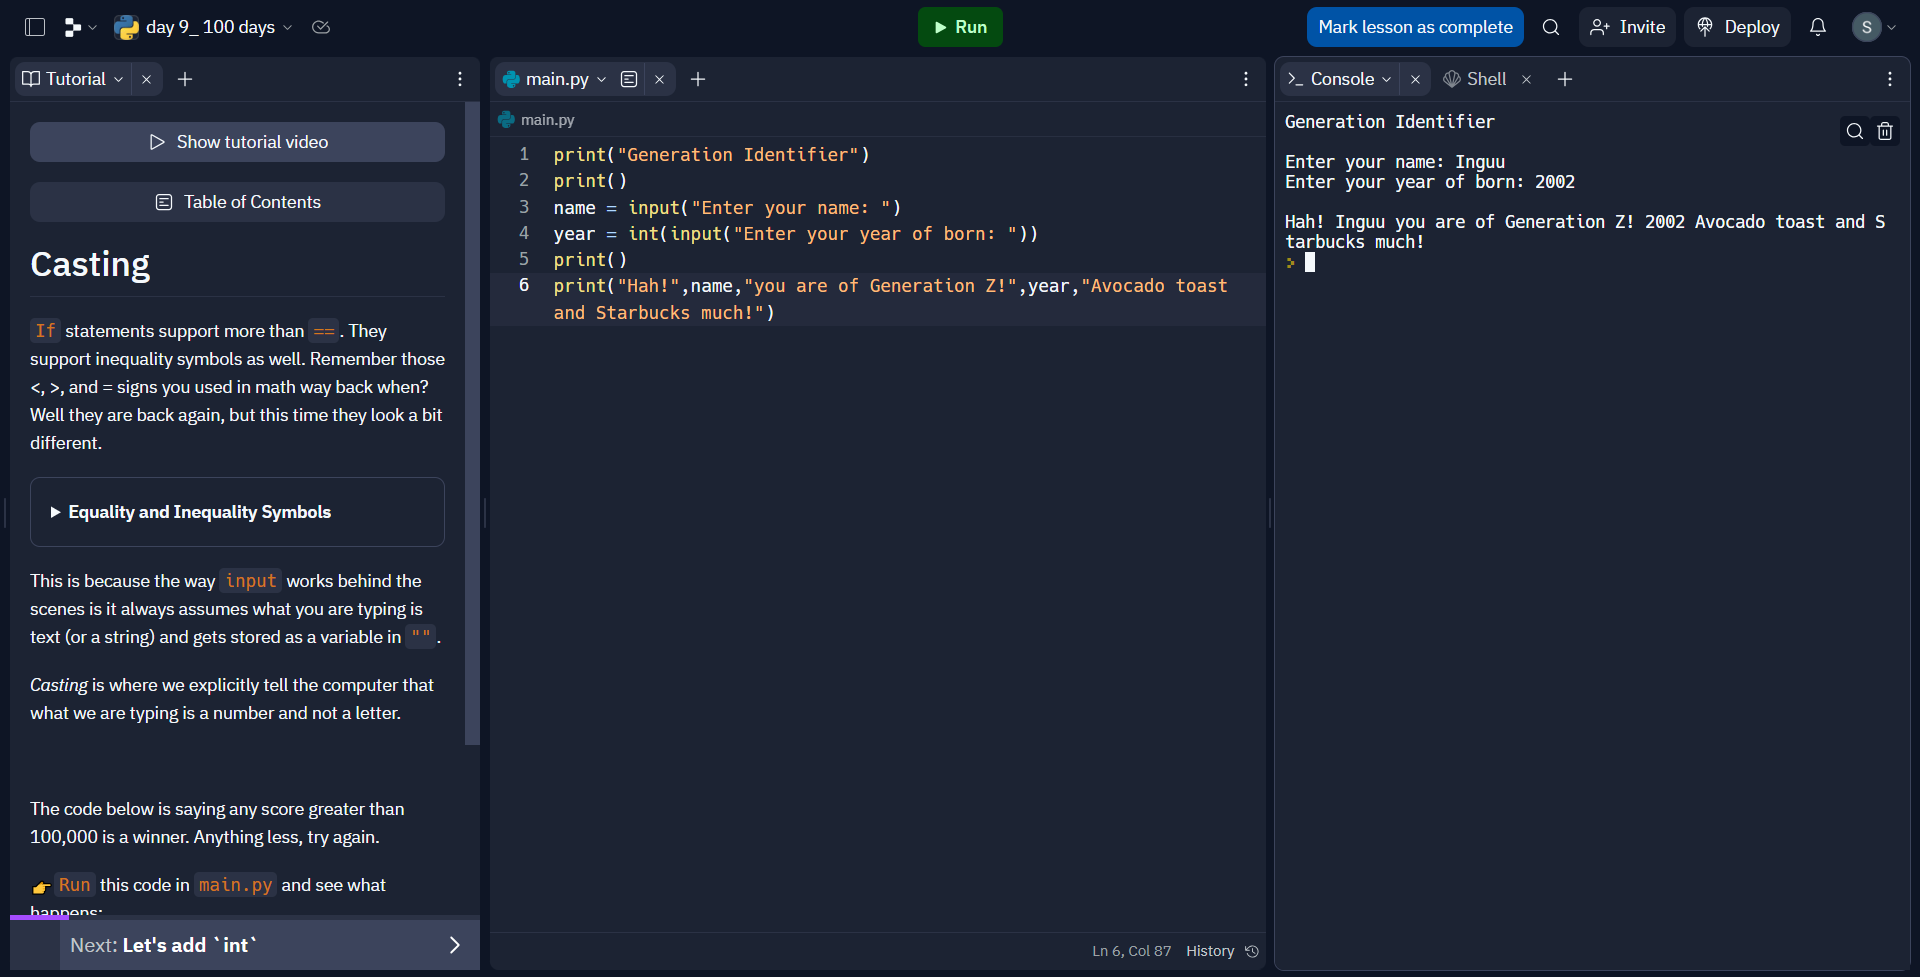 day 9_ 100 days
Run
Mark lesson as complete
Invite
Deploy
S
Tutorial
Show tutorial video
Table of Contents
Casting
If statements support more than == . They
support inequality symbols as well. Remember those
<, >, and = signs you used in math way back when?
Well they are back again, but this time they look a bit
different.
Equality and Inequality Symbols
This is because the way input works behind the
scenes is it always assumes what you are typing is
text (or a string) and gets stored as a variable in "" .
Casting is where we explicitly tell the computer that
what we are typing is a number and not a letter.
The code below is saying any score greater than
100,000 is a winner. Anything less, try again.
👉 Run this code in main.py and see what
happens:
Next: Let's add `int`
main.py
main.py
1 print("Generation Identifier")
2 print()
3 name = input("Enter your name: ")
4 year = int(input("Enter your year of born: "))
5 print()
6 print("Hah!",name,"you are of Generation Z!",year,"Avocado toast
and Starbucks much!")
Ln 6, Col 87 History
Console
Shell
Generation Identifier
Enter your name: Inguu
Enter your year of born: 2002
Hah! Inguu you are of Generation Z! 2002 Avocado toast and S
tarbucks much!
>